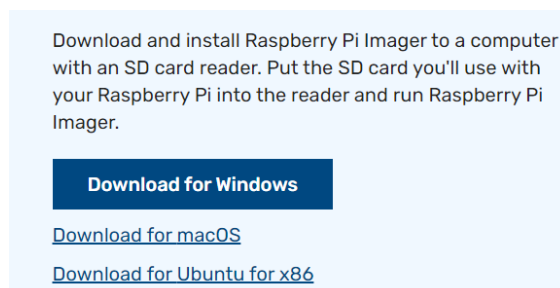 Download and install Raspberry Pi Imager to a computer
with an SD card reader. Put the SD card you'll use with
your Raspberry Pi into the reader and run Raspberry Pi
Imager.
Download for Windows
Download for macOS
Download for Ubuntu for x86